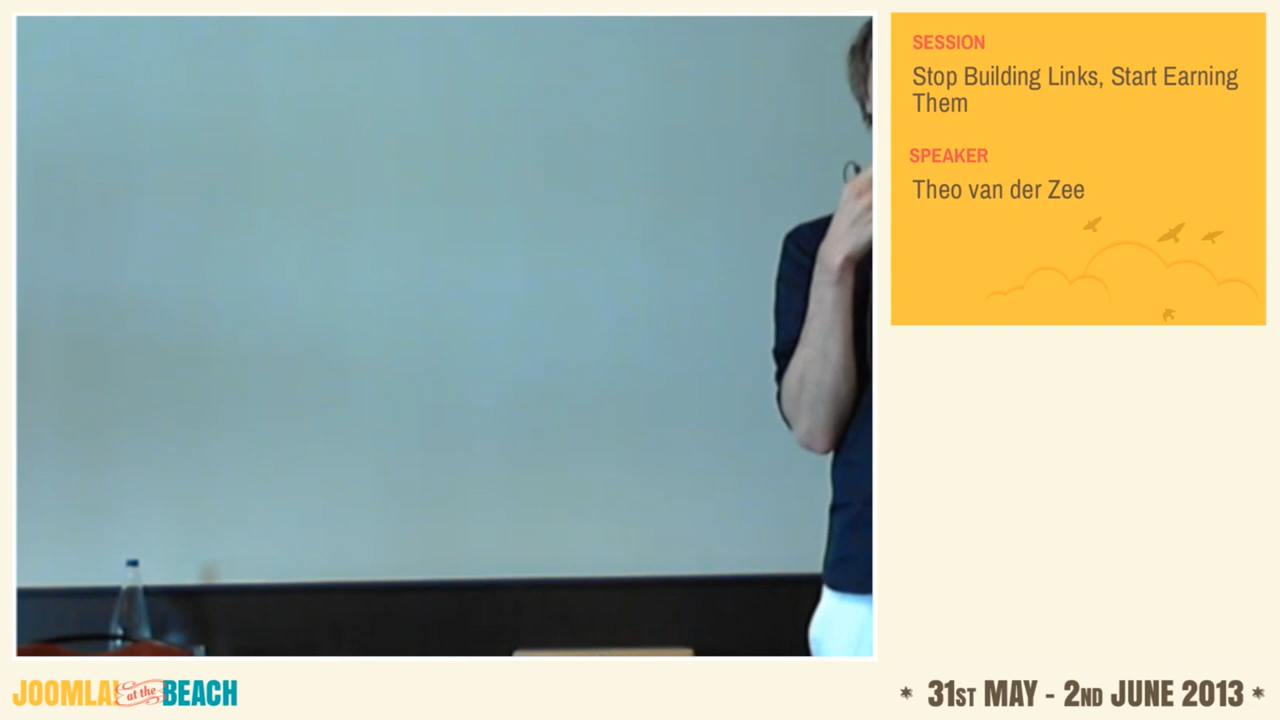 SESSION
Stop Building Links, Start Earning
Them
SPEAKER
Theo van der Zee
JOOMLA! at the BEACH
* 31ST MAY - 2ND JUNE 2013 *